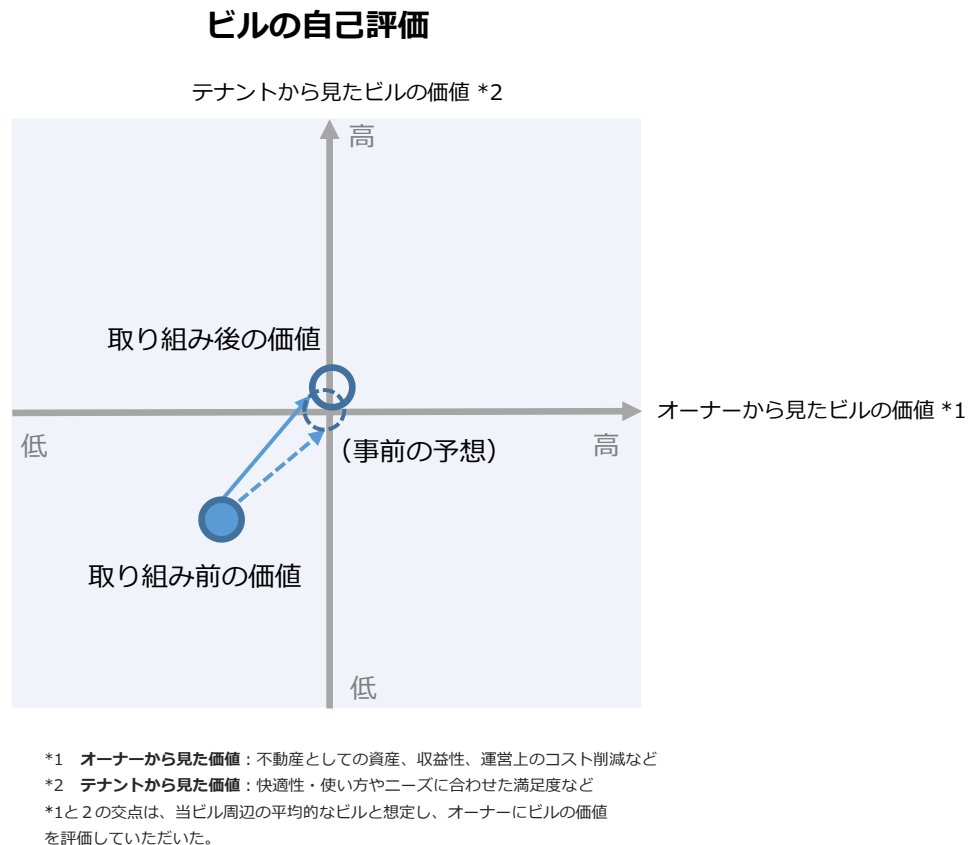 ビルの自己評価
テナントから見たビルの価値 *2
高
取り組み後の価値
オーナーから見たビルの価値 *1
低
（事前の予想）
高
取り組み前の価値
低
*1　オーナーから見た価値：不動産としての資産、収益性、運営上のコスト削減など
*2　テナントから見た価値：快適性・使い方やニーズに合わせた満足度など
*1と２の交点は、当ビル周辺の平均的なビルと想定し、オーナーにビルの価値
を評価していただいた。